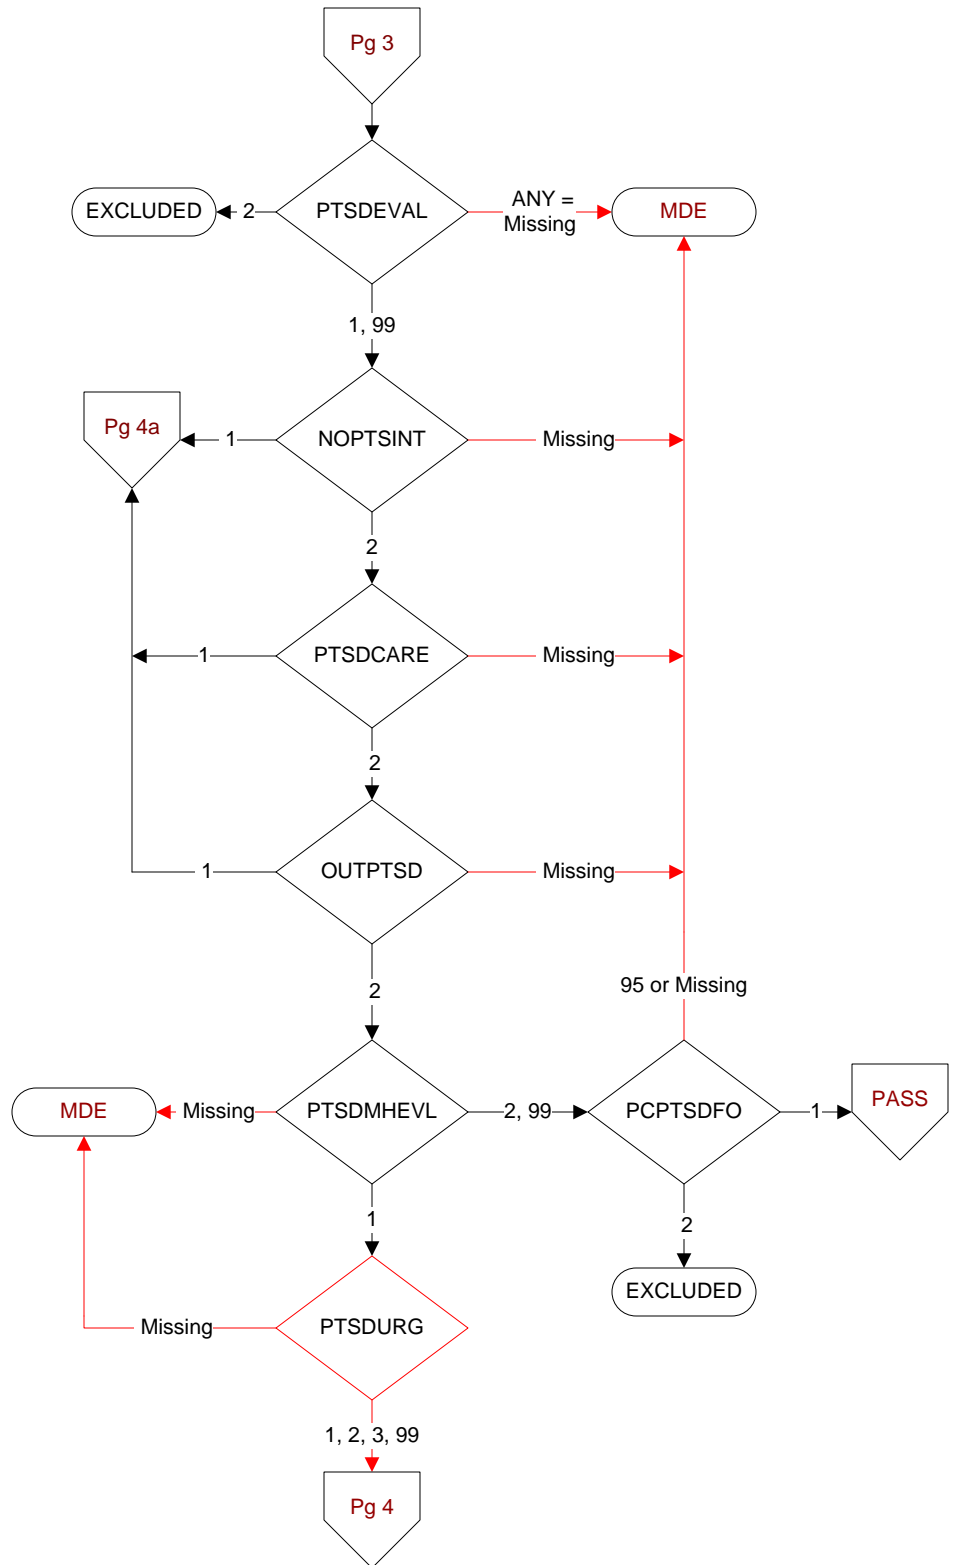 Pg 3
EXCLUDED
2
PTSDEVAL
ANY =
Missing
MDE
1, 99
Pg 4a
1
NOPTSINT
Missing
2
1
PTSDCARE
Missing
2
1
OUTPTSD
Missing
2
95 or Missing
MDE
Missing
PTSDMHEVL
2, 99
PCPTSDFO
1
PASS
1
2
EXCLUDED
Missing
PTSDURG
1, 2, 3, 99
Pg 4